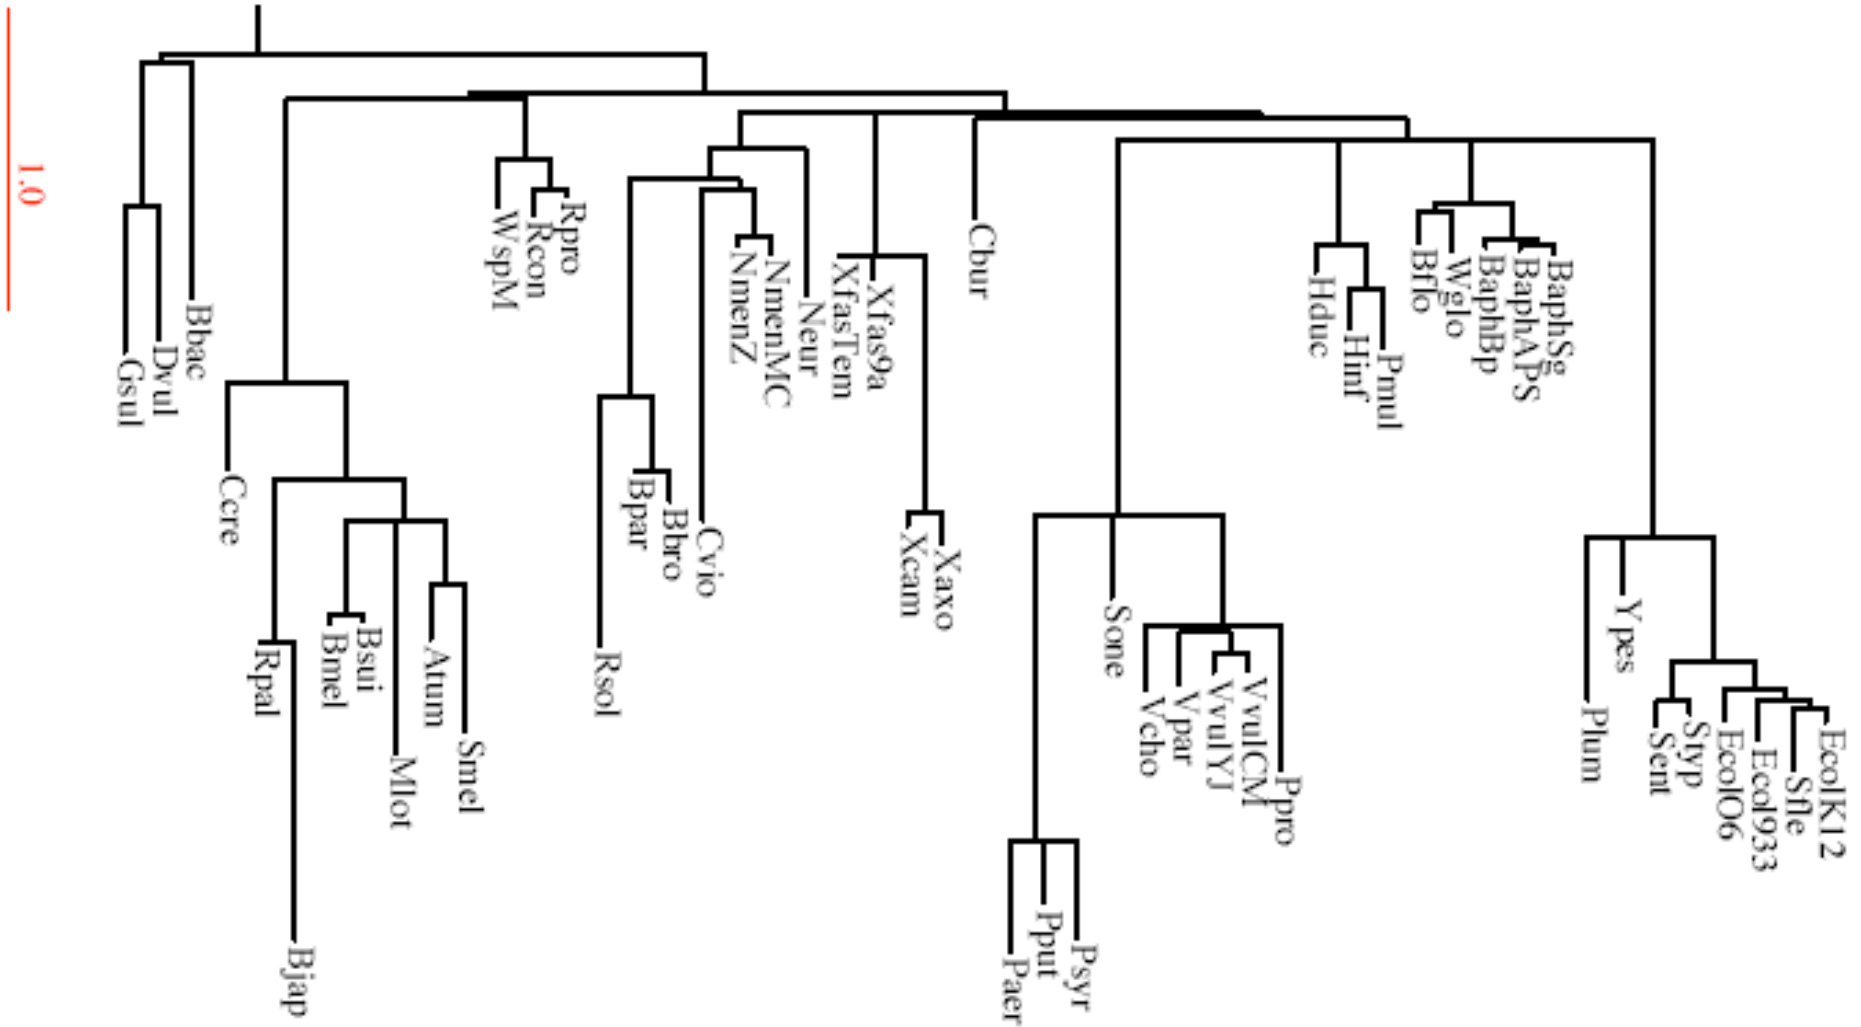 1.0
Gsul
Dvul
Bbac
Ccre
Rpal
Bjap
Bmel
Bsui
Mlot
Atum
Smel
WspM
Rcon
Rpro
Rsol
Bpar
Bbro
Cvio
NmenZ
NmenMC
Neur
XfasTem
Xfas9a
Xcam
Xaxo
Cbur
Paer
Pput
Psyr
Sone
Vcho
Vpar
VvulYJ
VvulCM
Ppro
Hduc
Hinf
Pmul
Bflo
Wglo
BaphBp
BaphAPS
BaphSg
Plum
Ypes
Sent
Styp
EcolO6
Ecol933
Sfle
EcolK12